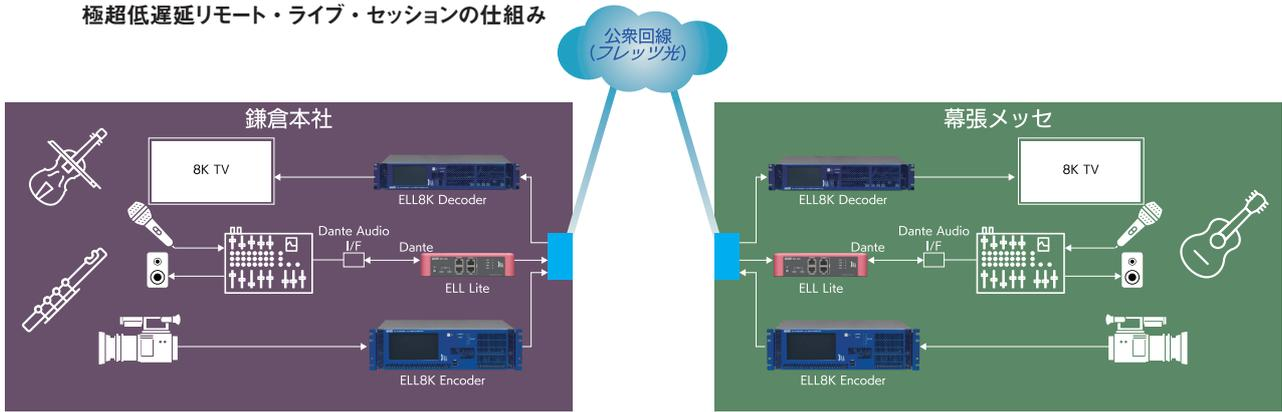 極超低遅延リモート・ライブ・セッションの仕組み
公衆回線
(フレッツ光)
鎌倉本社
8K TV
ELL8K Decoder
Dante Audio
I/F
Dante
ELL Lite
ELL8K Encoder
幕張メッセ
8K TV
ELL8K Decoder
Dante
Dante Audio
I/F
ELL Lite
ELL8K Encoder